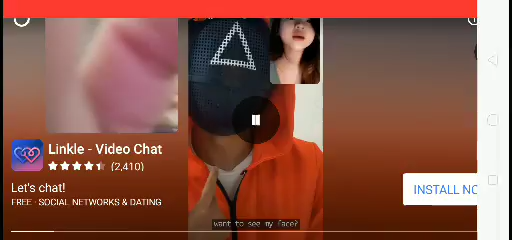 Linkle - Video Chat
(2,410)
Let's chat!
FREE · SOCIAL NETWORKS & DATING
INSTALL NO
want to see my face?